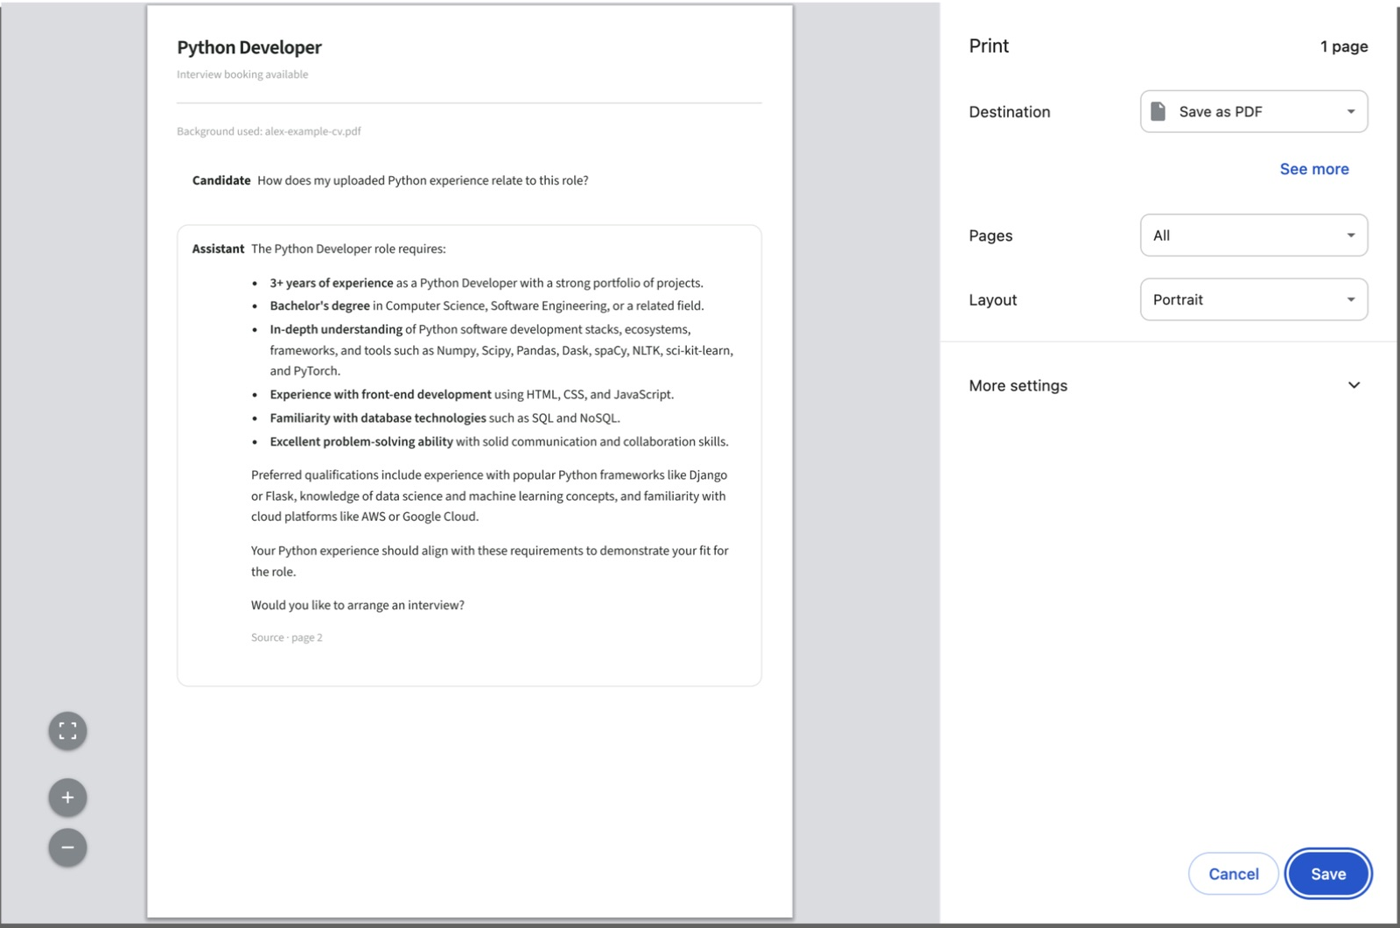 Python Developer
Interview booking available
Background used: alex-example-cv.pdf
Candidate How does my uploaded Python experience relate to this role?
Assistant The Python Developer role requires:
• 3+ years of experience as a Python Developer with a strong portfolio of projects.
• Bachelor's degree in Computer Science, Software Engineering, or a related field.
• In-depth understanding of Python software development stacks, ecosystems,
frameworks, and tools such as Numpy, Scipy, Pandas, Dask, spaCy, NLTK, sci-kit-learn,
and PyTorch.
• Experience with front-end development using HTML, CSS, and JavaScript.
• Familiarity with database technologies such as SQL and NoSQL.
• Excellent problem-solving ability with solid communication and collaboration skills.
Preferred qualifications include experience with popular Python frameworks like Django
or Flask, knowledge of data science and machine learning concepts, and familiarity with
cloud platforms like AWS or Google Cloud.
Your Python experience should align with these requirements to demonstrate your fit for
the role.
Would you like to arrange an interview?
Source · page 2
Print 1 page
Destination Save as PDF
See more
Pages All
Layout Portrait
More settings
Cancel Save